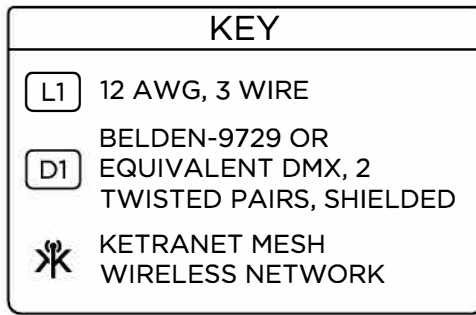 KEY
L1 12 AWG, 3 WIRE
BELDEN-9729 OR
D1 EQUIVALENT DMX, 2
TWISTED PAIRS, SHIELDED
KETRANET MESH
WIRELESS NETWORK